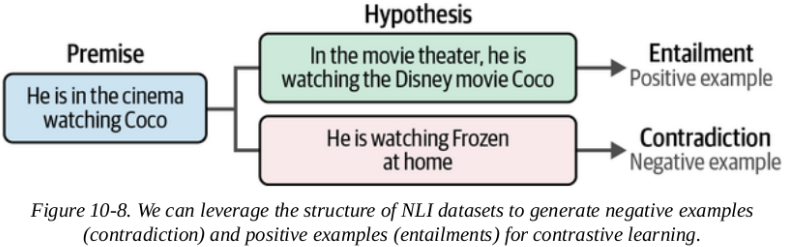 Hypothesis
Premise
He is in the cinema
watching Coco
In the movie theater, he is
watching the Disney movie Coco
Entailment
Positive example
He is watching Frozen
at home
Contradiction
Negative example
Figure 10-8. We can leverage the structure of NLI datasets to generate negative examples
(contradiction) and positive examples (entailments) for contrastive learning.